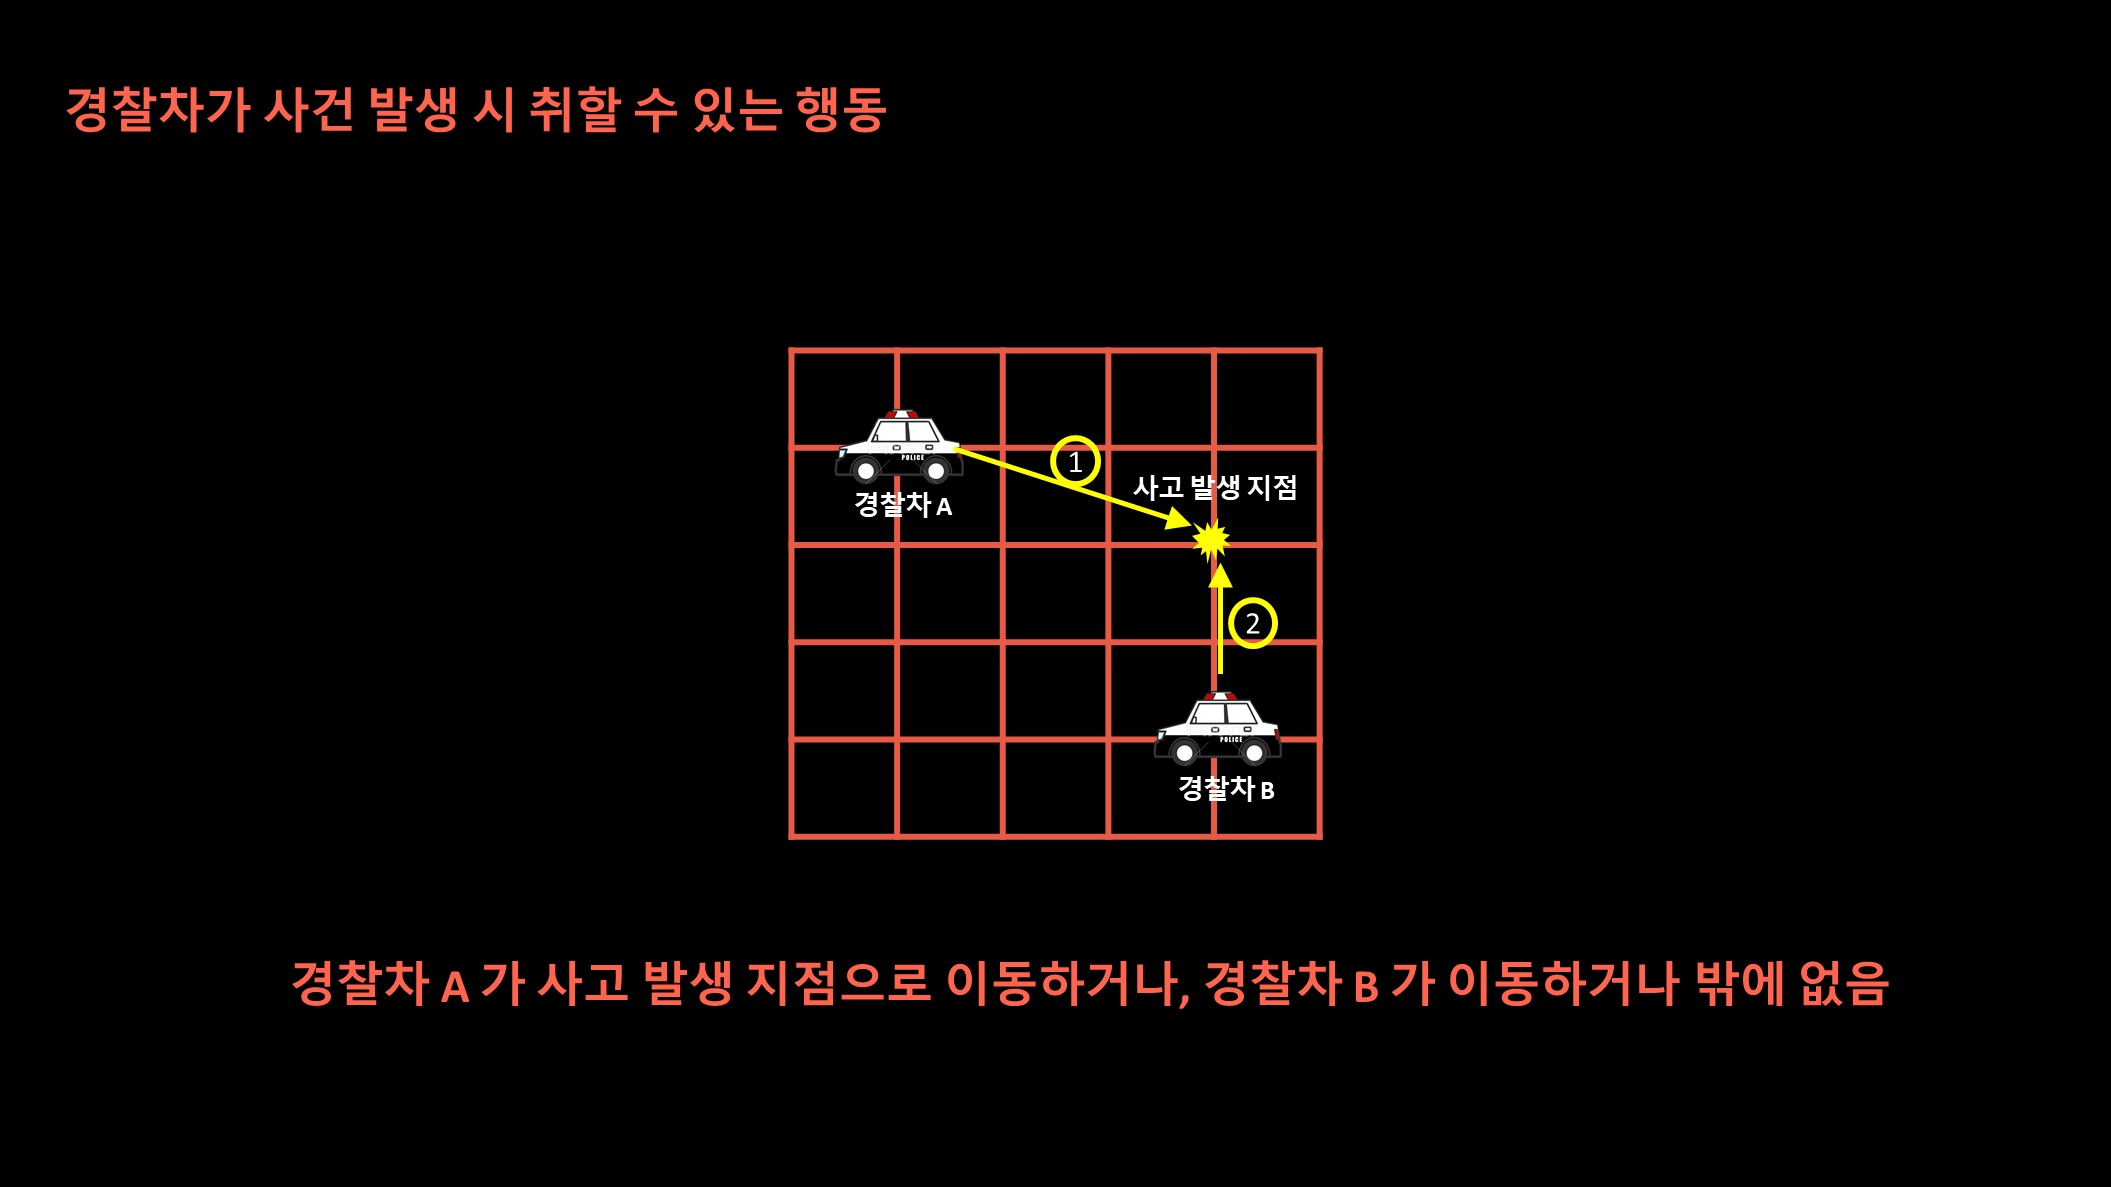 경찰차가 사건 발생 시 취할 수 있는 행동
1
사고 발생 지점
POLICE
경찰차 A
2
POLICE
경찰차 B
경찰차 A 가 사고 발생 지점으로 이동하거나, 경찰차 B 가 이동하거나 밖에 없음